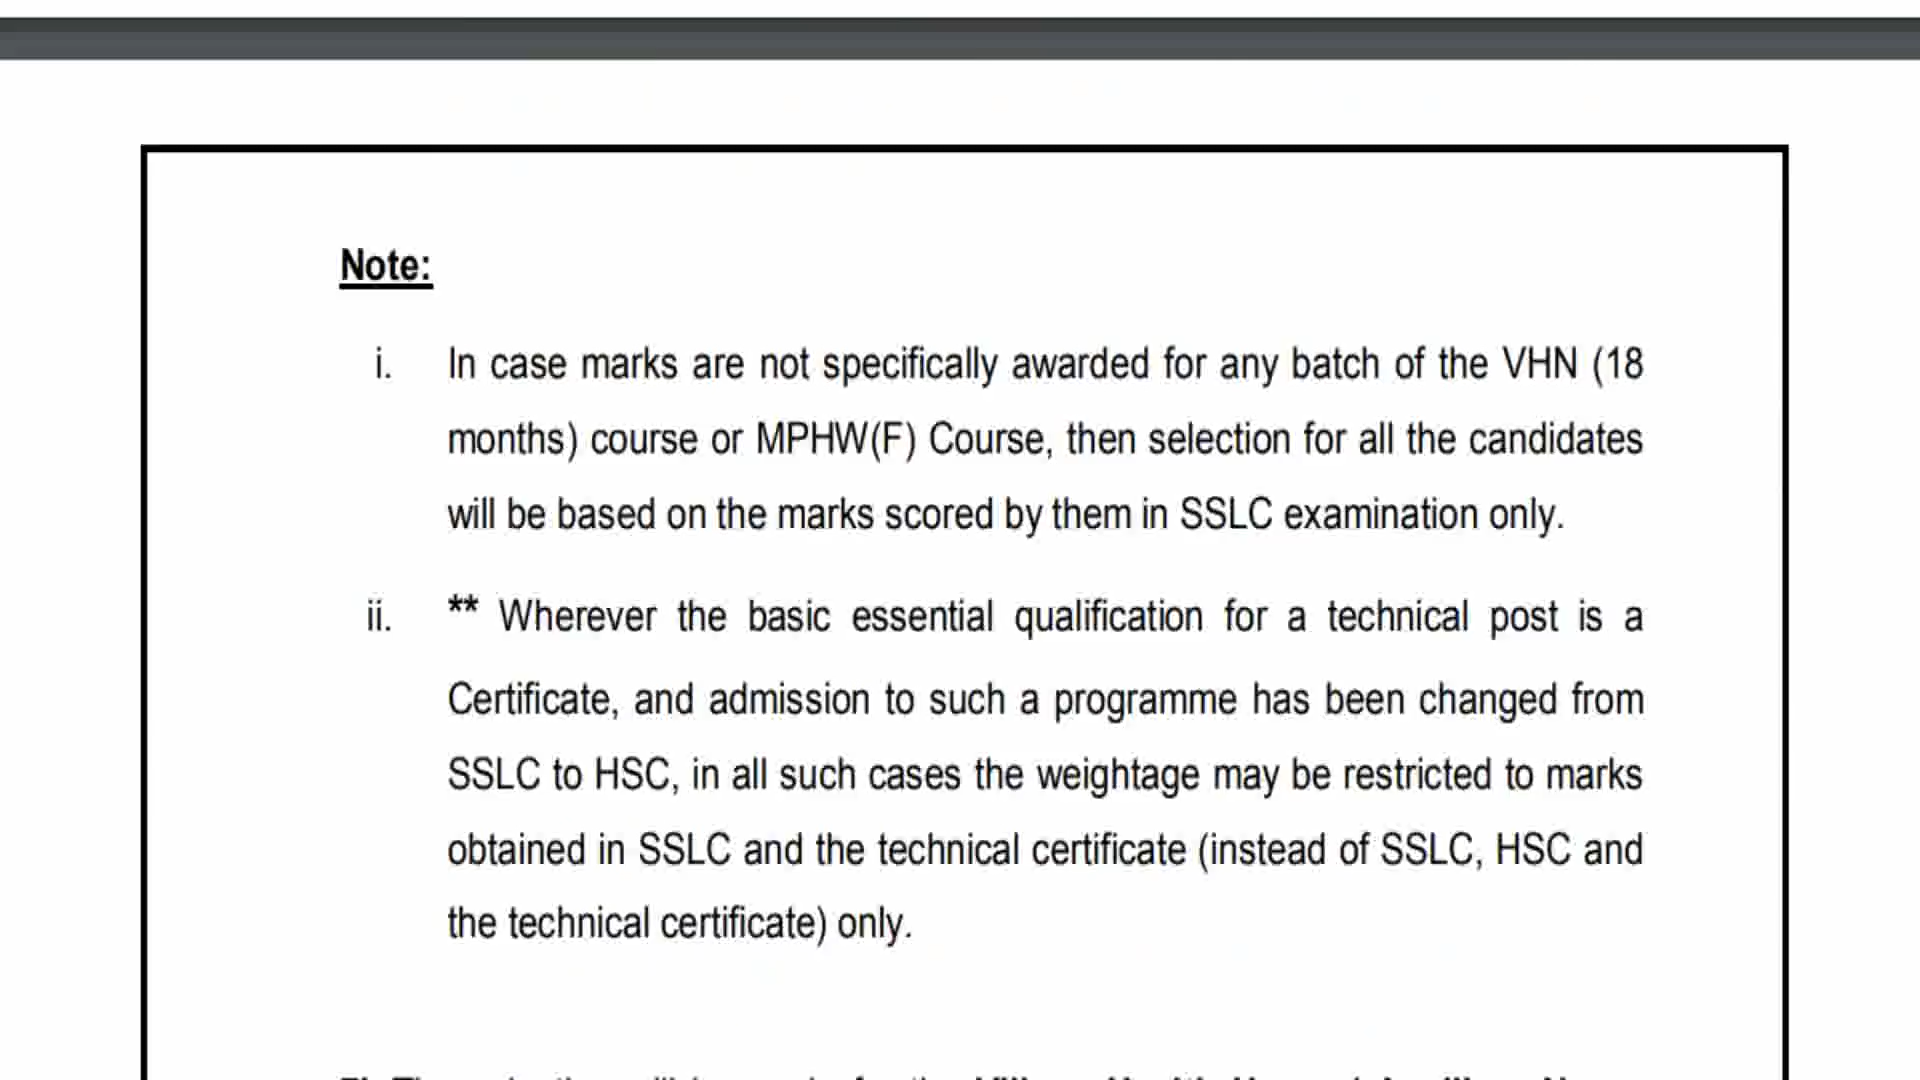 Note:
i. In case marks are not specifically awarded for any batch of the VHN (18
months) course or MPHW(F) Course, then selection for all the candidates
will be based on the marks scored by them in SSLC examination only.
ii. ** Wherever the basic essential qualification for a technical post is a
Certificate, and admission to such a programme has been changed from
SSLC to HSC, in all such cases the weightage may be restricted to marks
obtained in SSLC and the technical certificate (instead of SSLC, HSC and
the technical certificate) only.